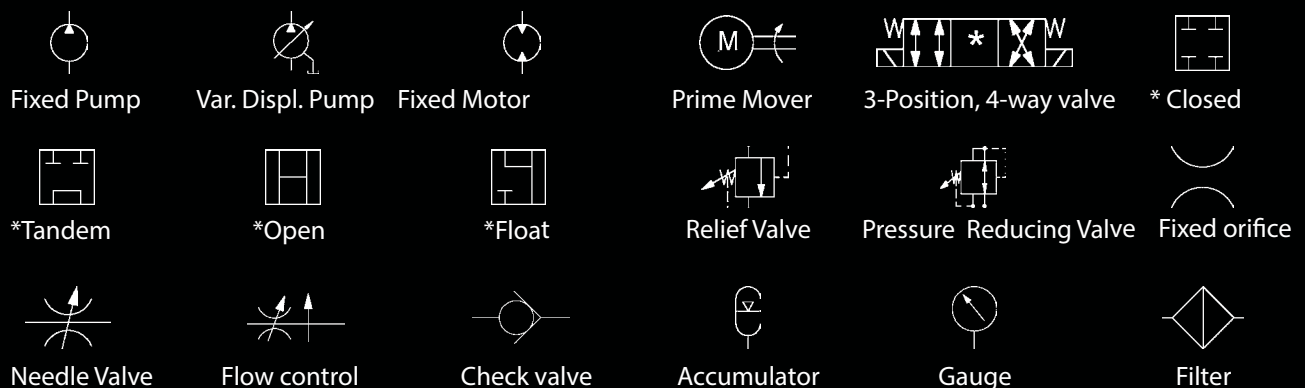 M
*
Fixed Pump Var. Displ. Pump Fixed Motor Prime Mover 3-Position, 4-way valve * Closed
*Tandem *Open *Float Relief Valve Pressure Reducing Valve Fixed orifice
Needle Valve Flow control Check valve Accumulator Gauge Filter